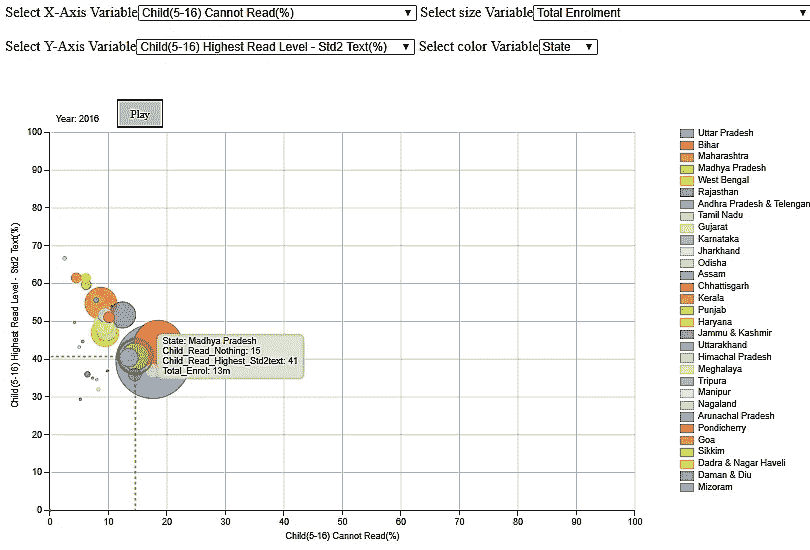 Select X-Axis Variable Child(5-16) Cannot Read(%) ▼ Select size Variable Total Enrolment ▼
Select Y-Axis Variable Child(5-16) Highest Read Level - Std2 Text(%) ▼ Select color Variable State ▼
Year: 2016
Play
100
90
80
70
60
50
40
30
20
10
0
Child(5-16) Highest Read Level - Std2 Text(%)
State: Madhya Pradesh
Child_Read_Nothing: 15
Child_Read_Highest_Std2text: 41
Total_Enrol: 13m
0 10 20 30 40 50 60 70 80 90 100
Child(5-16) Cannot Read(%)
Uttar Pradesh
Bihar
Maharashtra
Madhya Pradesh
West Bengal
Rajasthan
Andhra Pradesh & Telengan
Tamil Nadu
Gujarat
Karnataka
Jharkhand
Odisha
Assam
Chhattisgarh
Kerala
Punjab
Haryana
Jammu & Kashmir
Uttarakhand
Himachal Pradesh
Meghalaya
Tripura
Manipur
Nagaland
Arunachal Pradesh
Pondicherry
Goa
Sikkim
Dadra & Nagar Haveli
Daman & Diu
Mizoram